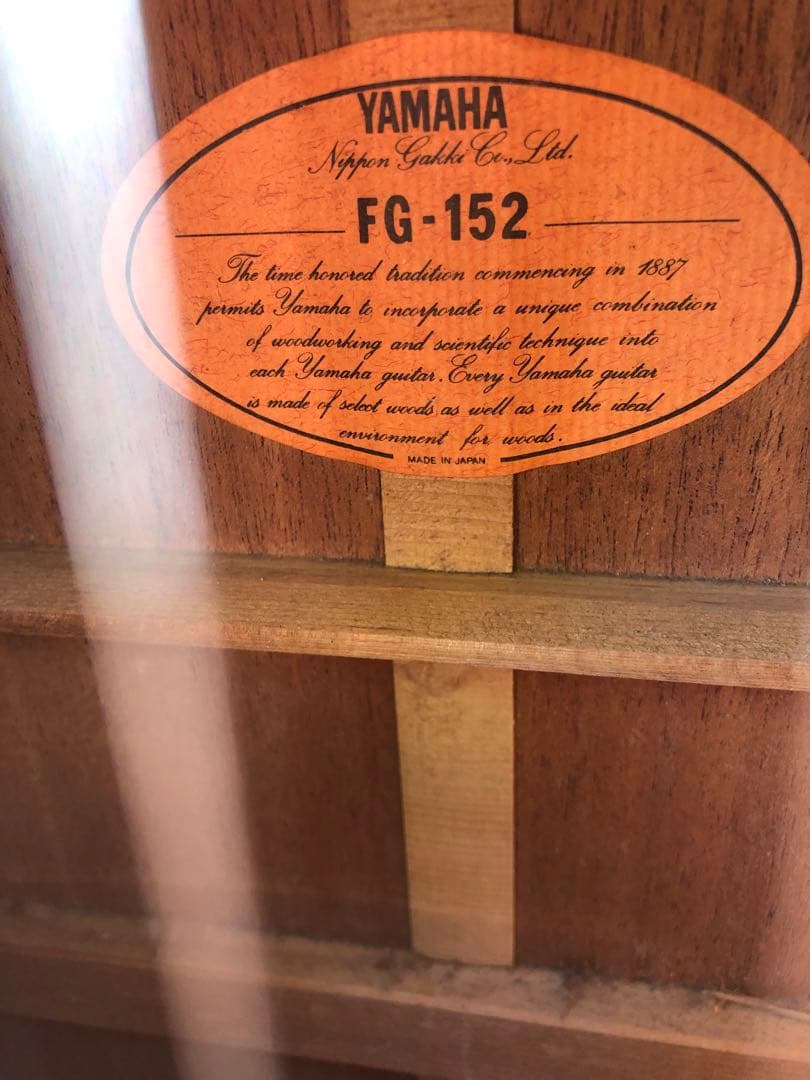 YAMAHA
Nippon Gakki Co., Ltd.
FG-152
The time honored tradition commencing in 1887
permits Yamaha to incorporate a unique combination
of woodworking and scientific technique into
each Yamaha guitar. Every Yamaha guitar
is made of select woods as well as in the ideal
environment for woods.
MADE IN JAPAN